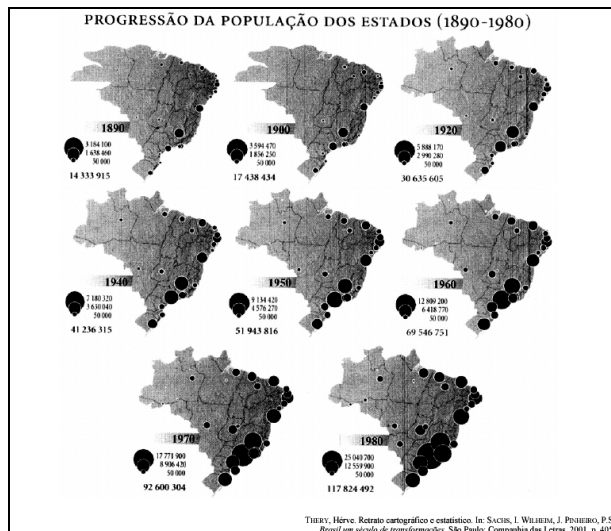 PROGRESSÃO DA POPULAÇÃO DOS ESTADOS (1890-1980)
1890
3 184 100
1 638 460
50 000
14 333 915
1900
3 594 470
1 856 250
50 000
17 438 434
1920
5 888 170
2 990 280
50 000
30 635 605
1940
7 180 320
3 630 040
50 000
41 236 315
1950
9 134 420
4 576 270
50 000
51 943 816
1960
12 809 200
6 418 770
50 000
69 546 751
1970
17 771 900
8 906 420
50 000
92 600 304
1980
25 040 700
12 559 900
50 000
117 824 492
THERY, Hérve. Retrato cartográfico e estatístico. In: SACHS, I. WILHEIM, J. PINHEIRO, P.S
Brasil um século de transformações. São Paulo: Companhia das Letras, 2001, p. 405